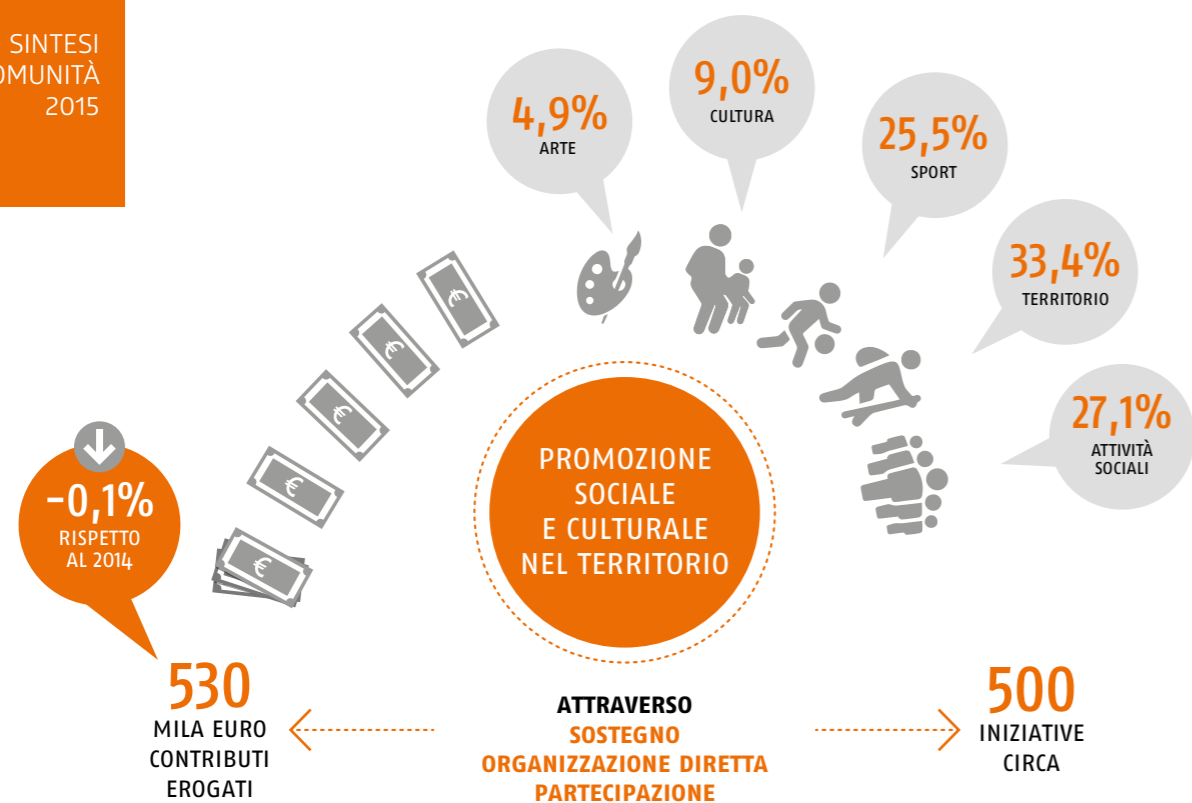 SINTESI
OMUNITÀ
2015
4,9%
ARTE
9,0%
CULTURA
25,5%
SPORT
33,4%
TERRITORIO
27,1%
ATTIVITÀ
SOCIALI
€
€
€
€
€
-0,1%
RISPETTO
AL 2014
PROMOZIONE
SOCIALE
E CULTURALE
NEL TERRITORIO
530
MILA EURO
CONTRIBUTI
EROGATI
ATTRAVERSO
SOSTEGNO
ORGANIZZAZIONE DIRETTA
PARTECIPAZIONE
500
INIZIATIVE
CIRCA